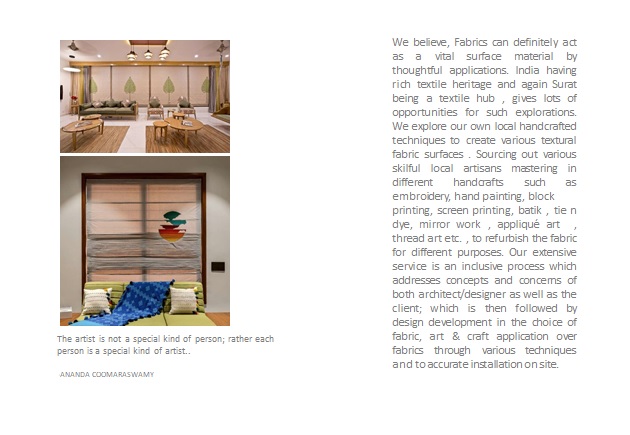 The artist is not a special kind of person; rather each
person is a special kind of artist..
-ANANDA COOMARASWAMY
We believe, Fabrics can definitely act
as a vital surface material by
thoughtful applications. India having
rich textile heritage and again Surat
being a textile hub , gives lots of
opportunities for such explorations.
We explore our own local handcrafted
techniques to create various textural
fabric surfaces . Sourcing out various
skilful local artisans mastering in
different handcrafts such as
embroidery, hand painting, block
printing, screen printing, batik , tie n
dye, mirror work , appliqué art ,
thread art etc. , to refurbish the fabric
for different purposes. Our extensive
service is an inclusive process which
addresses concepts and concerns of
both architect/designer as well as the
client; which is then followed by
design development in the choice of
fabric, art & craft application over
fabrics through various techniques
and to accurate installation on site.